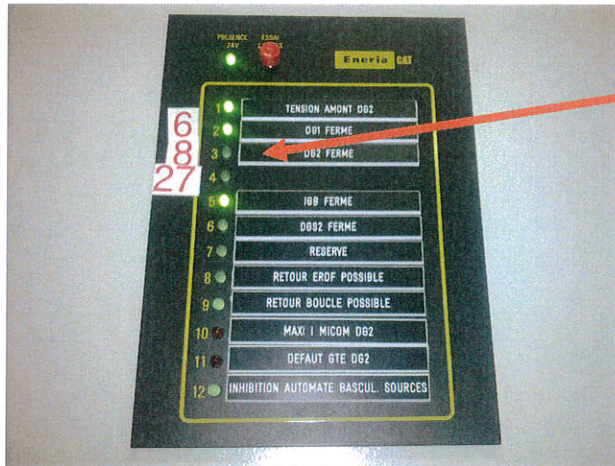 PRESENCE 24V
ESSAI LAMPES
Eneria CAT
1 TENSION AMONT DG2
6
2 DG1 FERME
8
3 DG2 FERME
27
4
5 IGB FERME
6 DGS2 FERME
7 RESERVE
8 RETOUR ERDF POSSIBLE
9 RETOUR BOUCLE POSSIBLE
10 MAXI I MICOM DG2
11 DEFAUT GTE DG2
12 INHIBITION AUTOMATE BASCUL. SOURCES